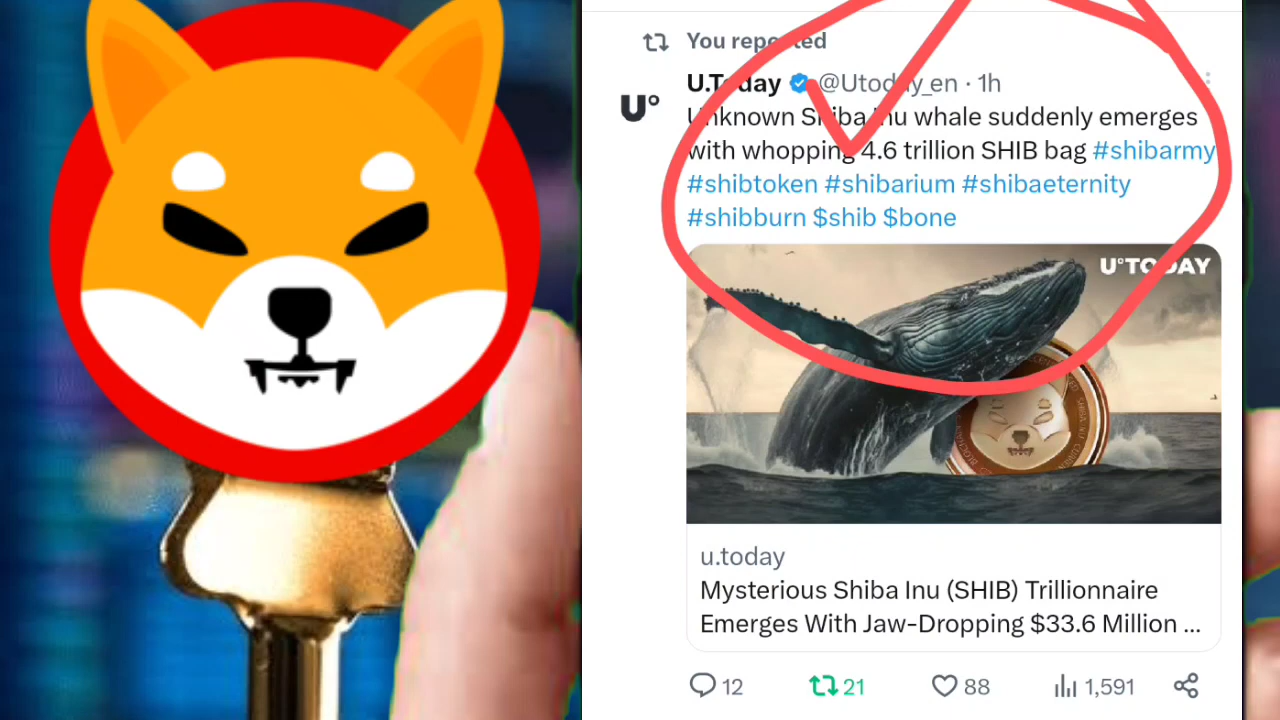 You reposted
U.Today @Utoday_en · 1h
U°
Unknown Shiba Inu whale suddenly emerges
with whopping 4.6 trillion SHIB bag #shibarmy
#shibtoken #shibarium #shibaeternity
#shibburn $shib $bone
U°TODAY
u.today
Mysterious Shiba Inu (SHIB) Trillionnaire
Emerges With Jaw-Dropping $33.6 Million ...
12 21 88 1,591